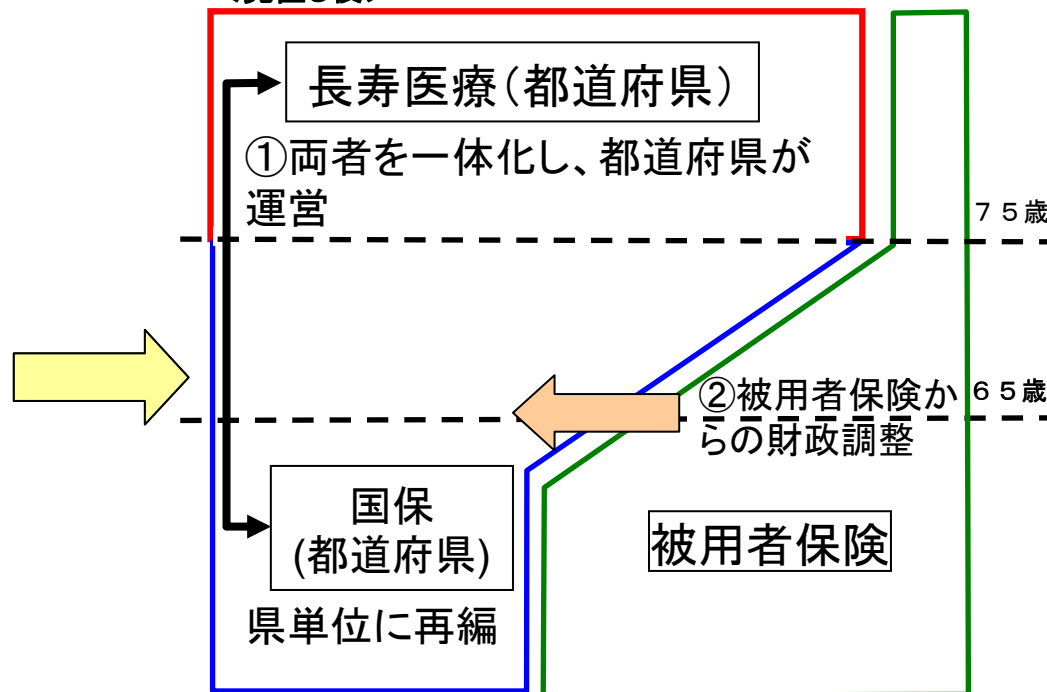 長寿医療(都道府県)
①両者を一体化し、都道府県が
運営
７５歳
②被用者保険か
らの財政調整
６５歳
国保
(都道府県)
被用者保険
県単位に再編